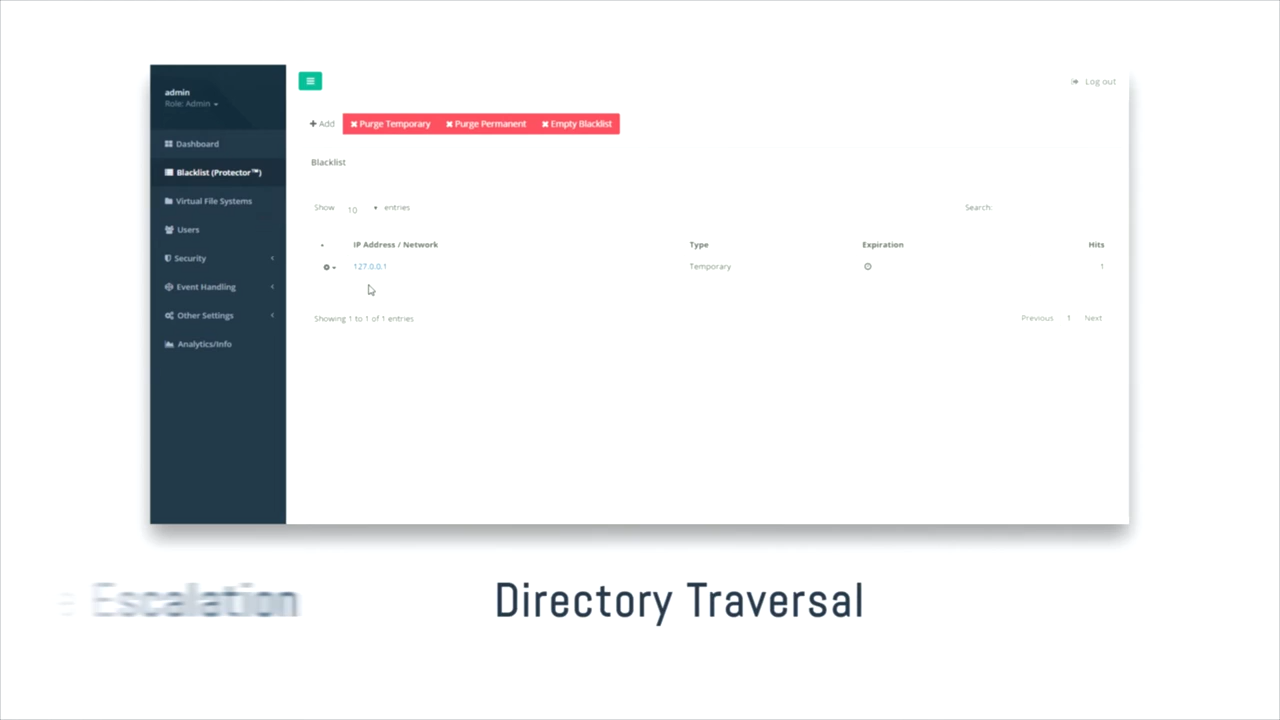 admin
Role: Admin
Log out
Add
Purge Temporary
Purge Permanent
Empty Blacklist
Dashboard
Blacklist (Protector™)
Virtual File Systems
Users
Security
Event Handling
Other Settings
Analytics/Info
Blacklist
Show 10 entries
Search:
IP Address / Network Type Expiration Hits
127.0.0.1 Temporary 1
Showing 1 to 1 of 1 entries
Previous 1 Next
Escalation
Directory Traversal